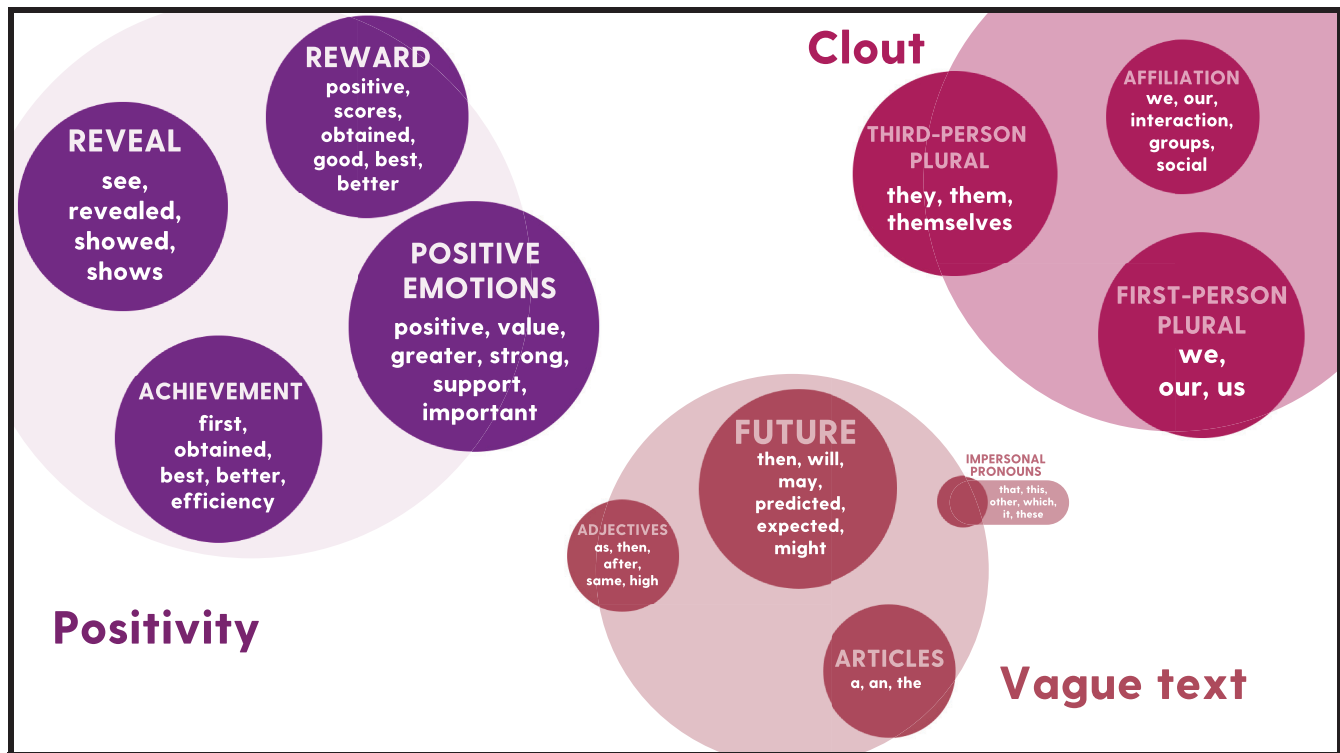 REWARD
positive,
scores,
obtained,
good, best,
better
REVEAL
see,
revealed,
showed,
shows
POSITIVE
EMOTIONS
positive, value,
greater, strong,
support,
important
ACHIEVEMENT
first,
obtained,
best, better,
efficiency
Positivity
Clout
AFFILIATION
we, our,
interaction,
groups,
social
THIRD-PERSON
PLURAL
they, them,
themselves
FIRST-PERSON
PLURAL
we,
our, us
FUTURE
then, will,
may,
predicted,
expected,
might
IMPERSONAL
PRONOUNS
that, this,
other, which,
it, these
ADJECTIVES
as, then,
after,
same, high
ARTICLES
a, an, the
Vague text